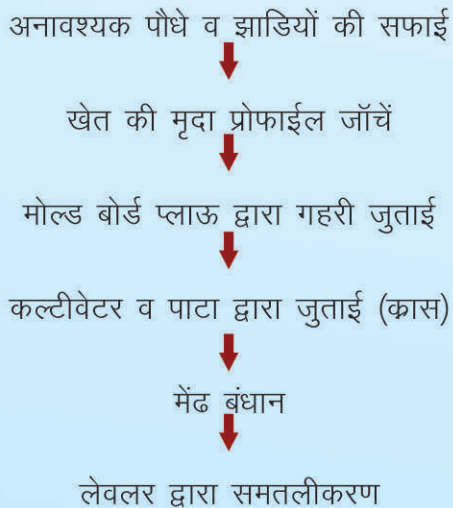 अनावश्यक पौधे व झाडियों की सफाई
खेत की मृदा प्रोफाईल जॉचें
मोल्ड बोर्ड प्लाऊ द्वारा गहरी जुताई
कल्टीवेटर व पाटा द्वारा जुताई (क्रास)
मेंढ बंधान
लेवलर द्वारा समतलीकरण